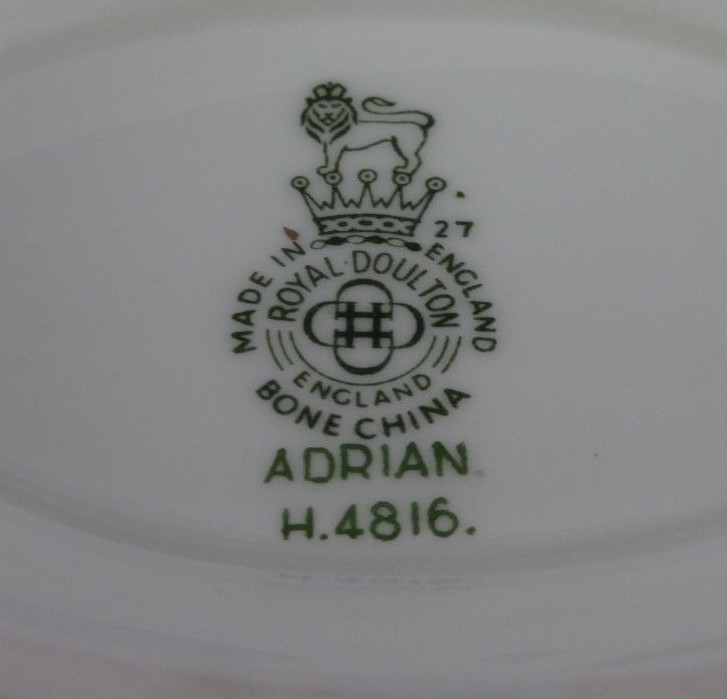 27
MADE IN ENGLAND
ROYAL·DOULTON
ENGLAND
BONE CHINA
ADRIAN
H.4816.